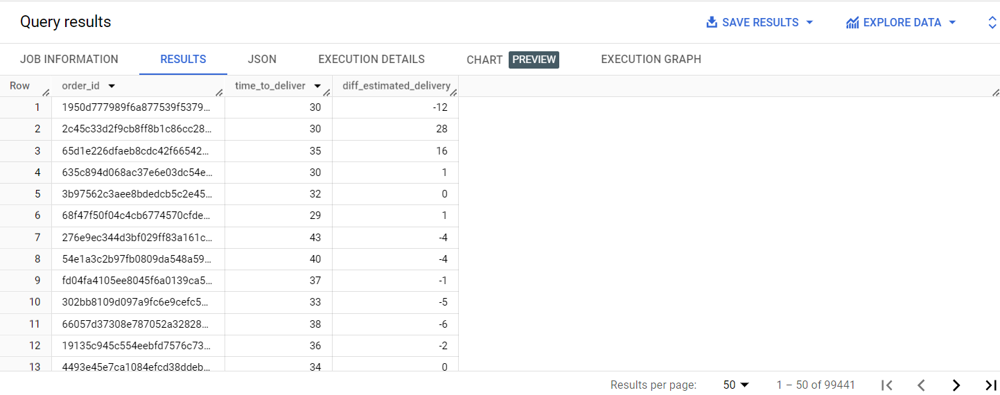 Query results SAVE RESULTS EXPLORE DATA
JOB INFORMATION RESULTS JSON EXECUTION DETAILS CHART PREVIEW EXECUTION GRAPH
Row order_id time_to_deliver diff_estimated_delivery
1 1950d777989f6a877539f5379... 30 -12
2 2c45c33d2f9cb8ff8b1c86cc28... 30 28
3 65d1e226dfaeb8cdc42f66542... 35 16
4 635c894d068ac37e6e03dc54e... 30 1
5 3b97562c3aee8bdedcb5c2e45... 32 0
6 68f47f50f04c4cb6774570cfde... 29 1
7 276e9ec344d3bf029ff83a161c... 43 -4
8 54e1a3c2b97fb0809da548a59... 40 -4
9 fd04fa4105ee8045f6a0139ca5... 37 -1
10 302bb8109d097a9fc6e9cefc5... 33 -5
11 66057d37308e787052a32828... 38 -6
12 19135c945c554eebfd7576c73... 36 -2
13 4493e45e7ca1084efcd38ddeb... 34 0
Results per page: 50 1 – 50 of 99441